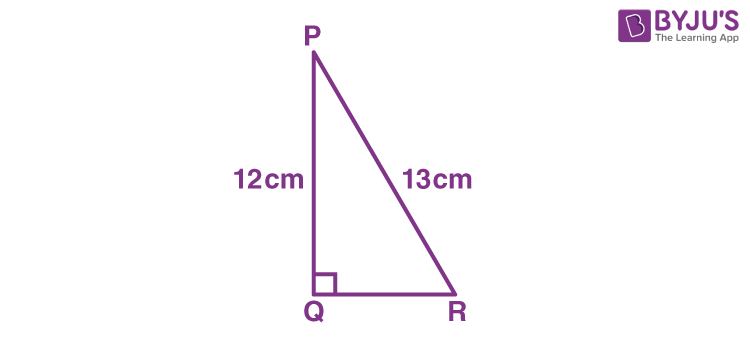 BYJU'S
The Learning App
P
12cm
13cm
Q
R